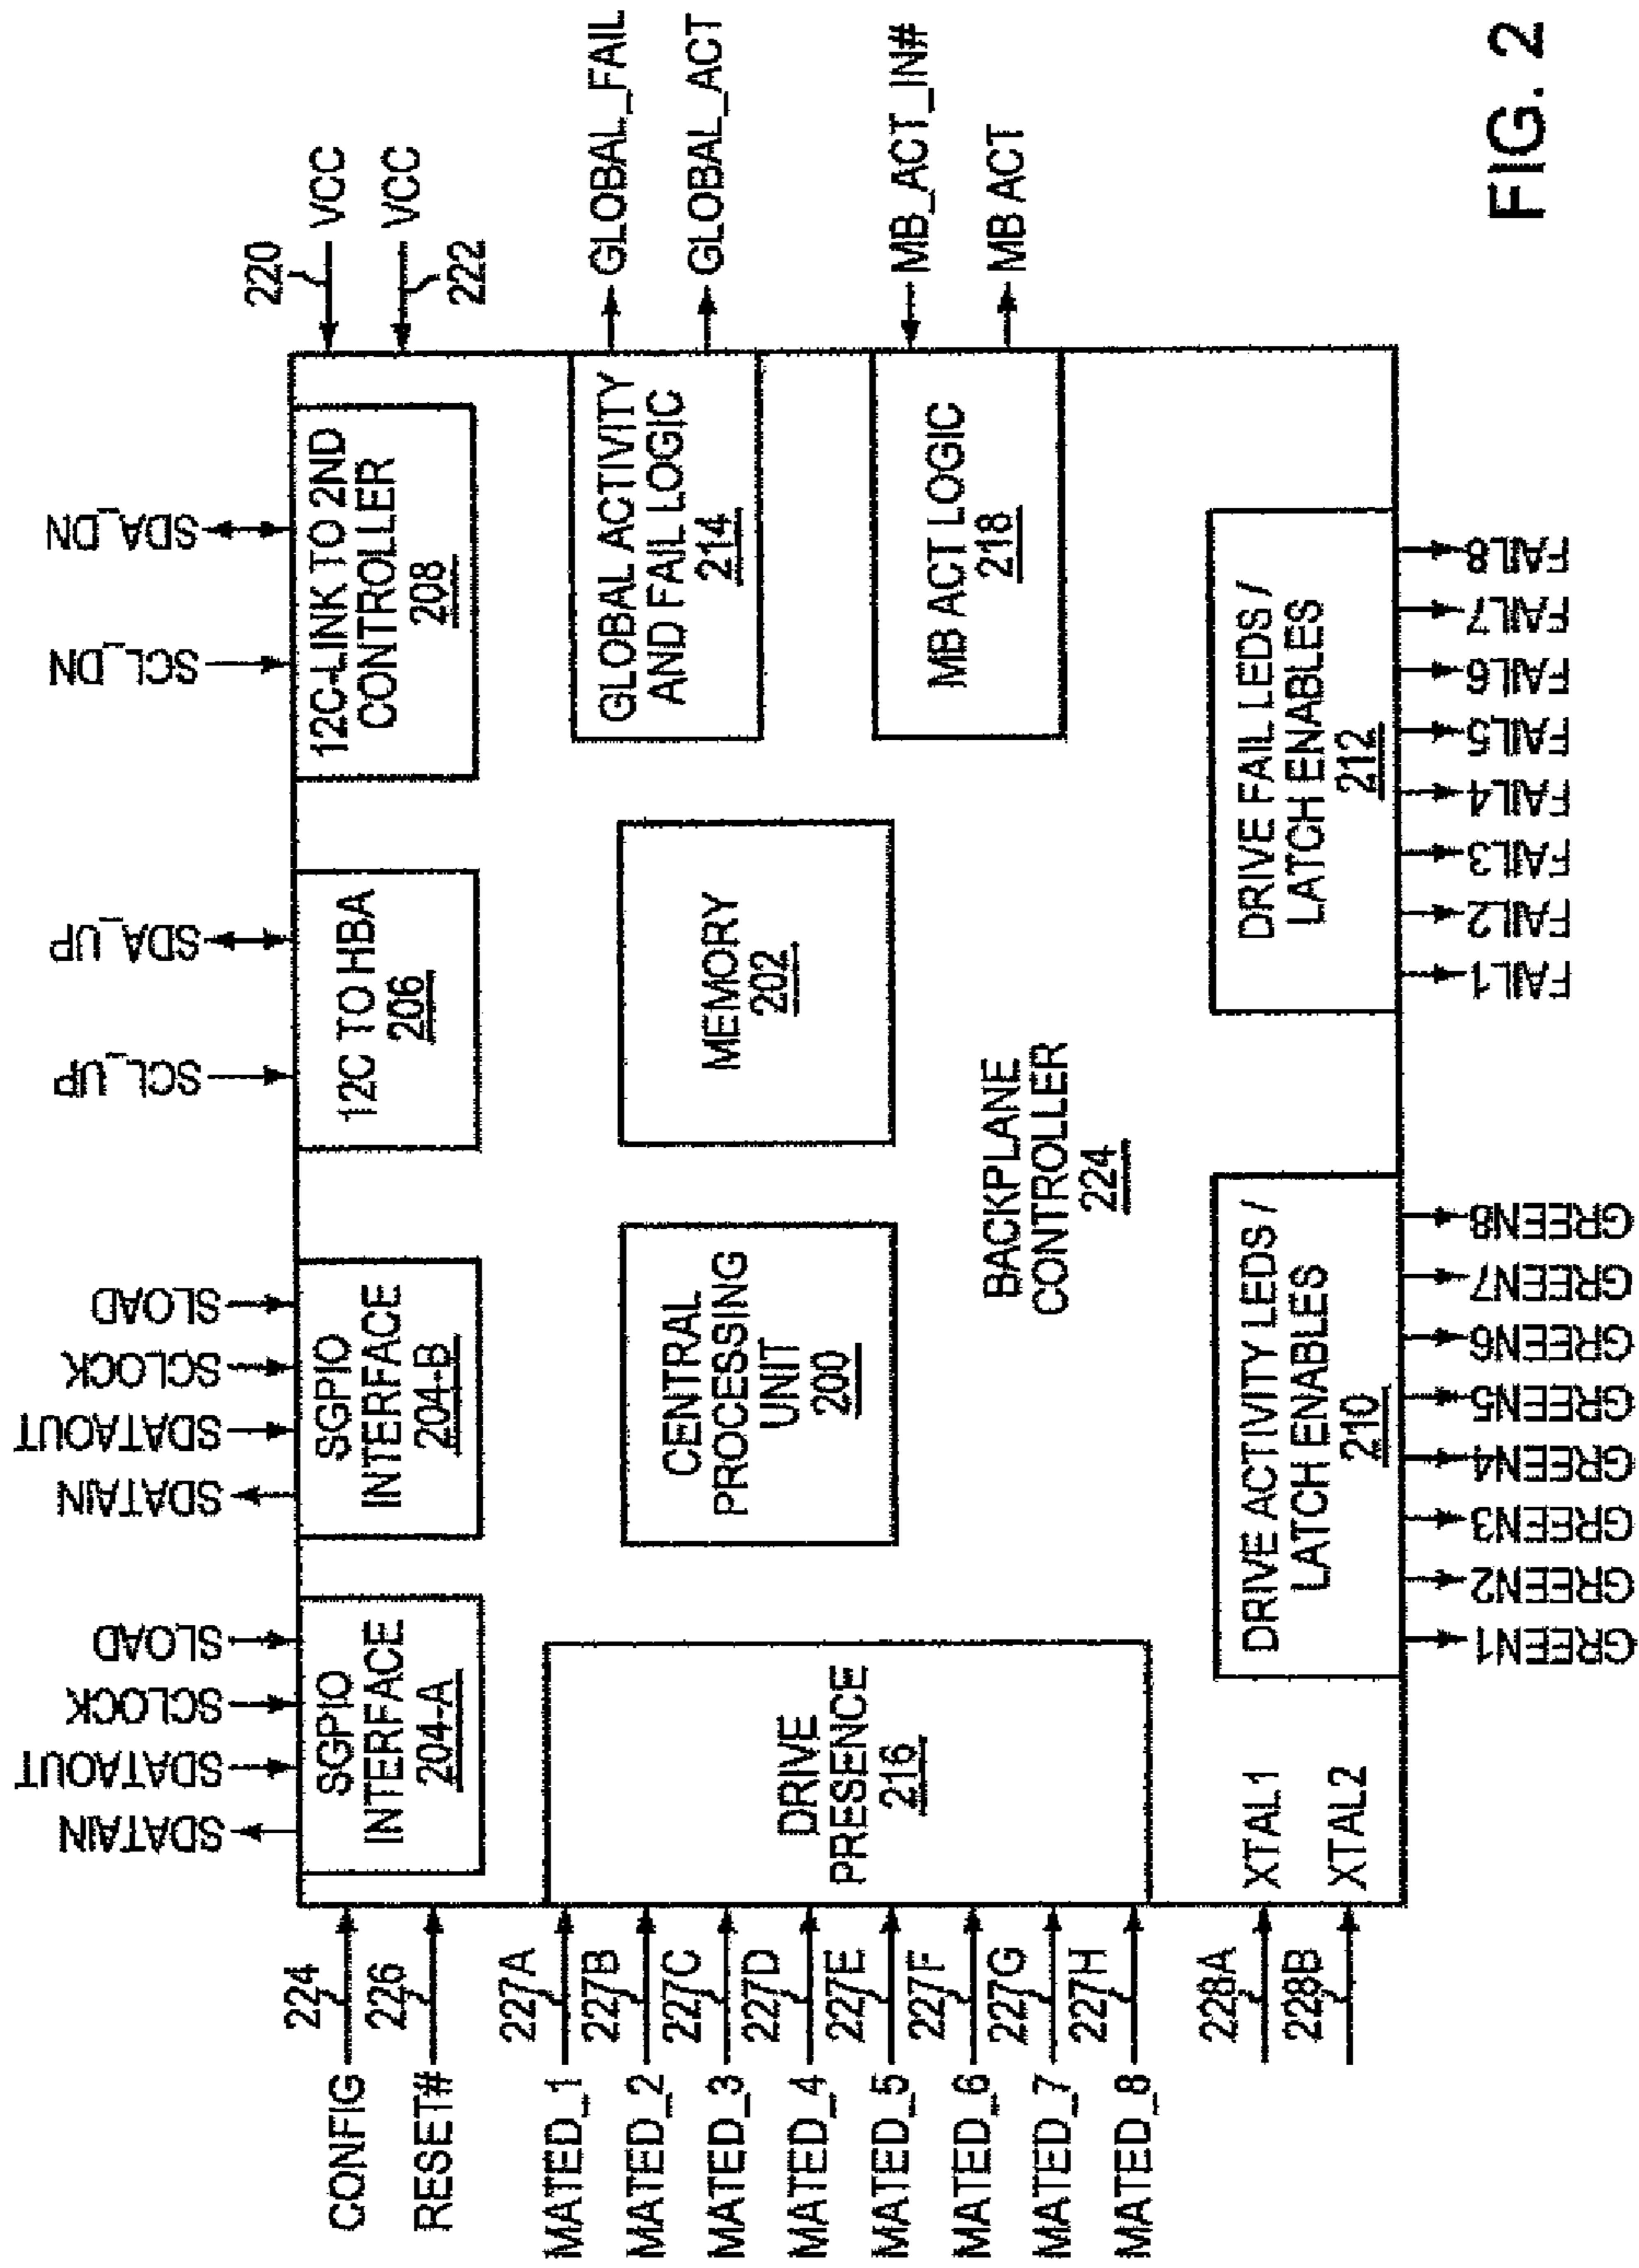 SDATAIN
SDATAOUT
SCLOCK
SLOAD
SDATAIN
SDATAOUT
SCLOCK
SLOAD
SCL_UP
SDA_UP
SCL_DN
SDA_DN
CONFIG
224
RESET#
226
SGPIO
INTERFACE
204-A
SGPIO
INTERFACE
204-B
12C TO HBA
206
12C-LINK TO 2ND
CONTROLLER
208
220
VCC
VCC
222
MATED_1
227A
MATED_2
227B
MATED_3
227C
MATED_4
227D
MATED_5
227E
MATED_6
227F
MATED_7
227G
MATED_8
227H
DRIVE
PRESENCE
216
CENTRAL
PROCESSING
UNIT
200
MEMORY
202
GLOBAL ACTIVITY
AND FAIL LOGIC
214
GLOBAL_FAIL
GLOBAL_ACT
MB ACT LOGIC
218
MB_ACT_IN#
MB ACT
BACKPLANE
CONTROLLER
224
228A
XTAL1
228B
XTAL2
DRIVE ACTIVITY LEDS /
LATCH ENABLES
210
DRIVE FAIL LEDS /
LATCH ENABLES
212
GREEN1
GREEN2
GREEN3
GREEN4
GREEN5
GREEN6
GREEN7
GREEN8
FAIL1
FAIL2
FAIL3
FAIL4
FAIL5
FAIL6
FAIL7
FAIL8
FIG. 2